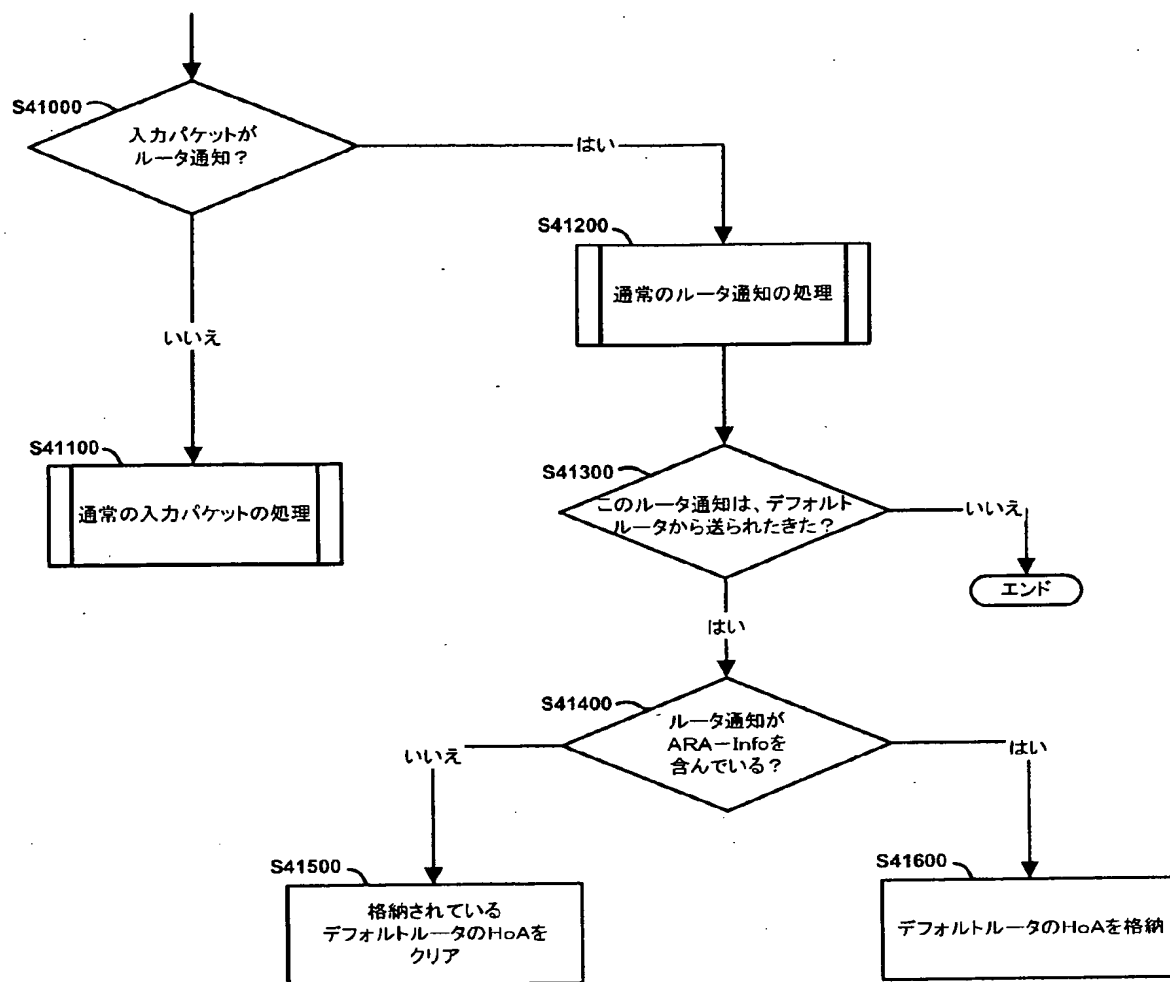 S41000
入力パケットが
ルータ通知？
はい
いいえ
S41100
通常の入力パケットの処理
S41200
通常のルータ通知の処理
S41300
このルータ通知は、デフォルト
ルータから送られたきた？
いいえ
エンド
はい
S41400
ルータ通知が
ARA－Infoを
含んでいる？
いいえ
はい
S41500
格納されている
デフォルトルータのHoAを
クリア
S41600
デフォルトルータのHoAを格納